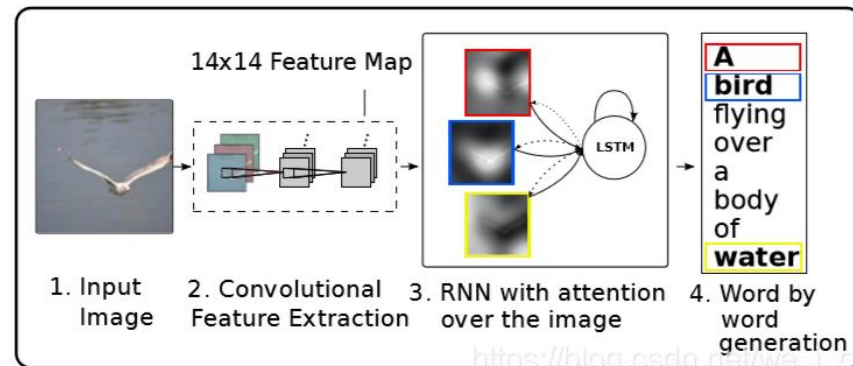 14x14 Feature Map
LSTM
A
bird
flying
over
a
body
of
water
1. Input
Image
2. Convolutional
Feature Extraction
3. RNN with attention
over the image
4. Word by
word
generation